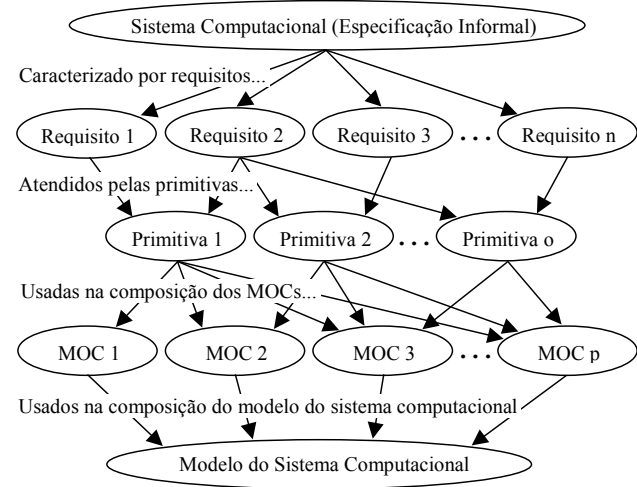 Sistema Computacional (Especificação Informal)
Caracterizado por requisitos...
Requisito 1 Requisito 2 Requisito 3 ... Requisito n
Atendidos pelas primitivas...
Primitiva 1 Primitiva 2 ... Primitiva o
Usadas na composição dos MOCs...
MOC 1 MOC 2 MOC 3 ... MOC p
Usados na composição do modelo do sistema computacional
Modelo do Sistema Computacional